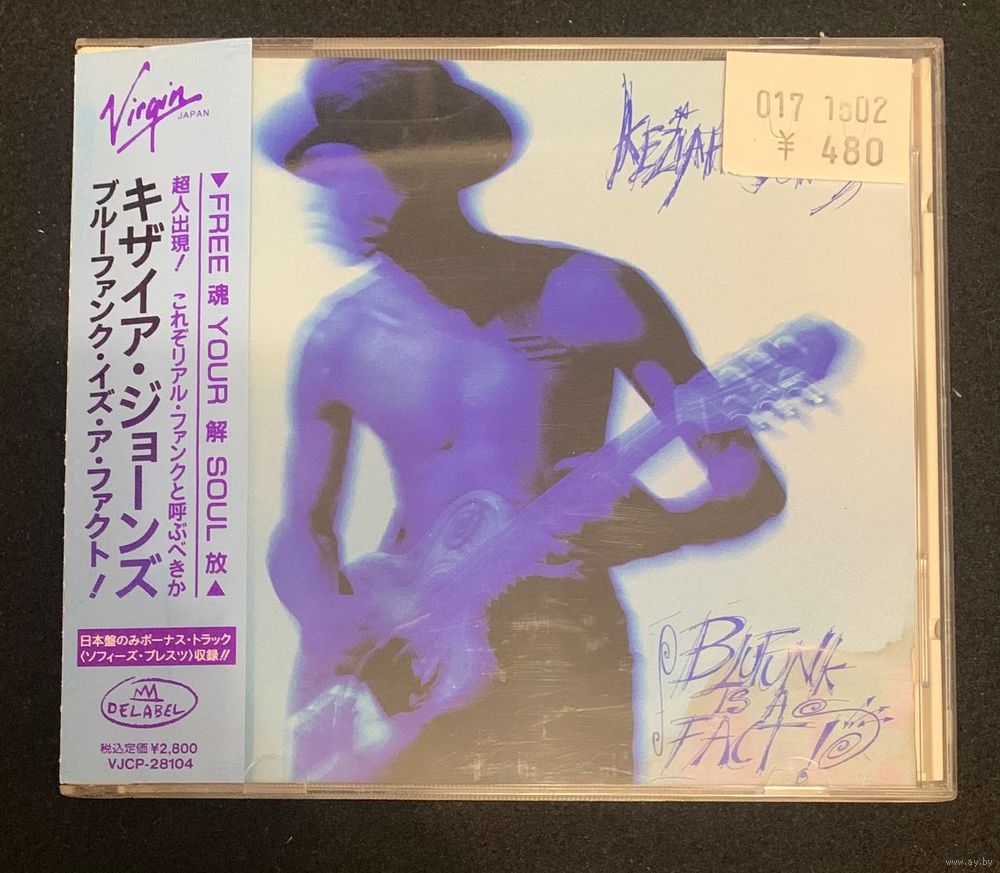 Virgin
JAPAN
▼FREE 魂 YOUR 解 SOUL 放▲
超人出現! これぞリアル・ファンクと呼ぶべきか
キザイア・ジョーンズ
ブルーファンク・イズ・ア・ファクト!
日本盤のみボーナス・トラック
〈ソフィーズ・プレスツ〉収録!!
DELABEL
税込定価¥2,800
VJCP-28104
017 1502
¥ 480
BLUFUNK
IS A
FACT!
www.ay.by